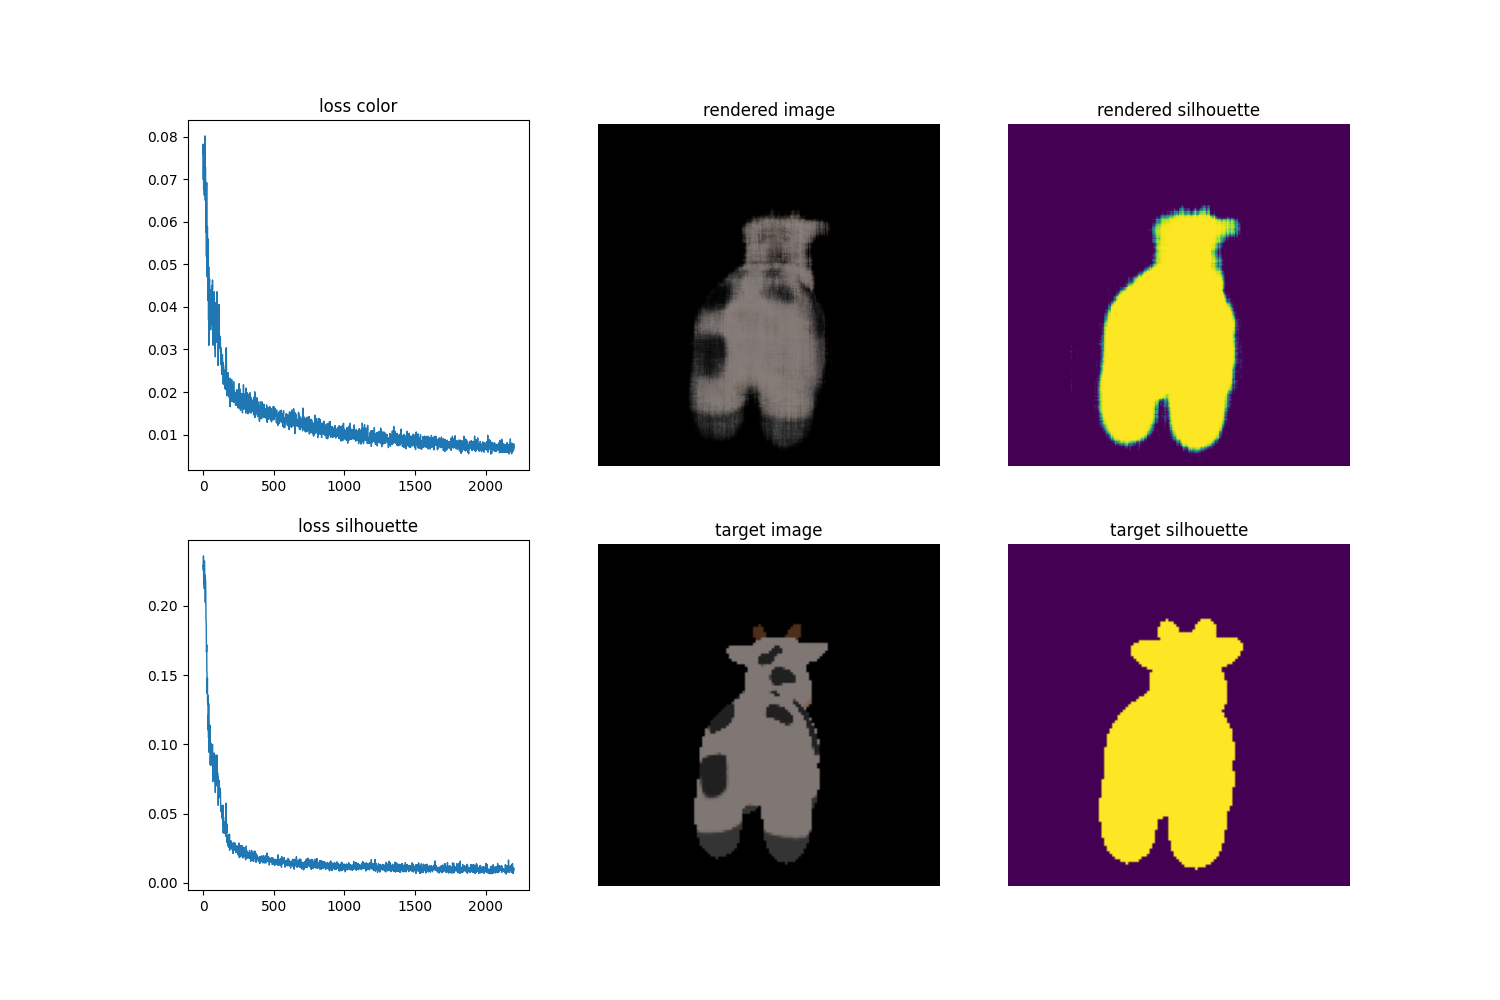 loss color
0.08
0.07
0.06
0.05
0.04
0.03
0.02
0.01
0 500 1000 1500 2000
rendered image
rendered silhouette
loss silhouette
0.20
0.15
0.10
0.05
0.00
0 500 1000 1500 2000
target image
target silhouette